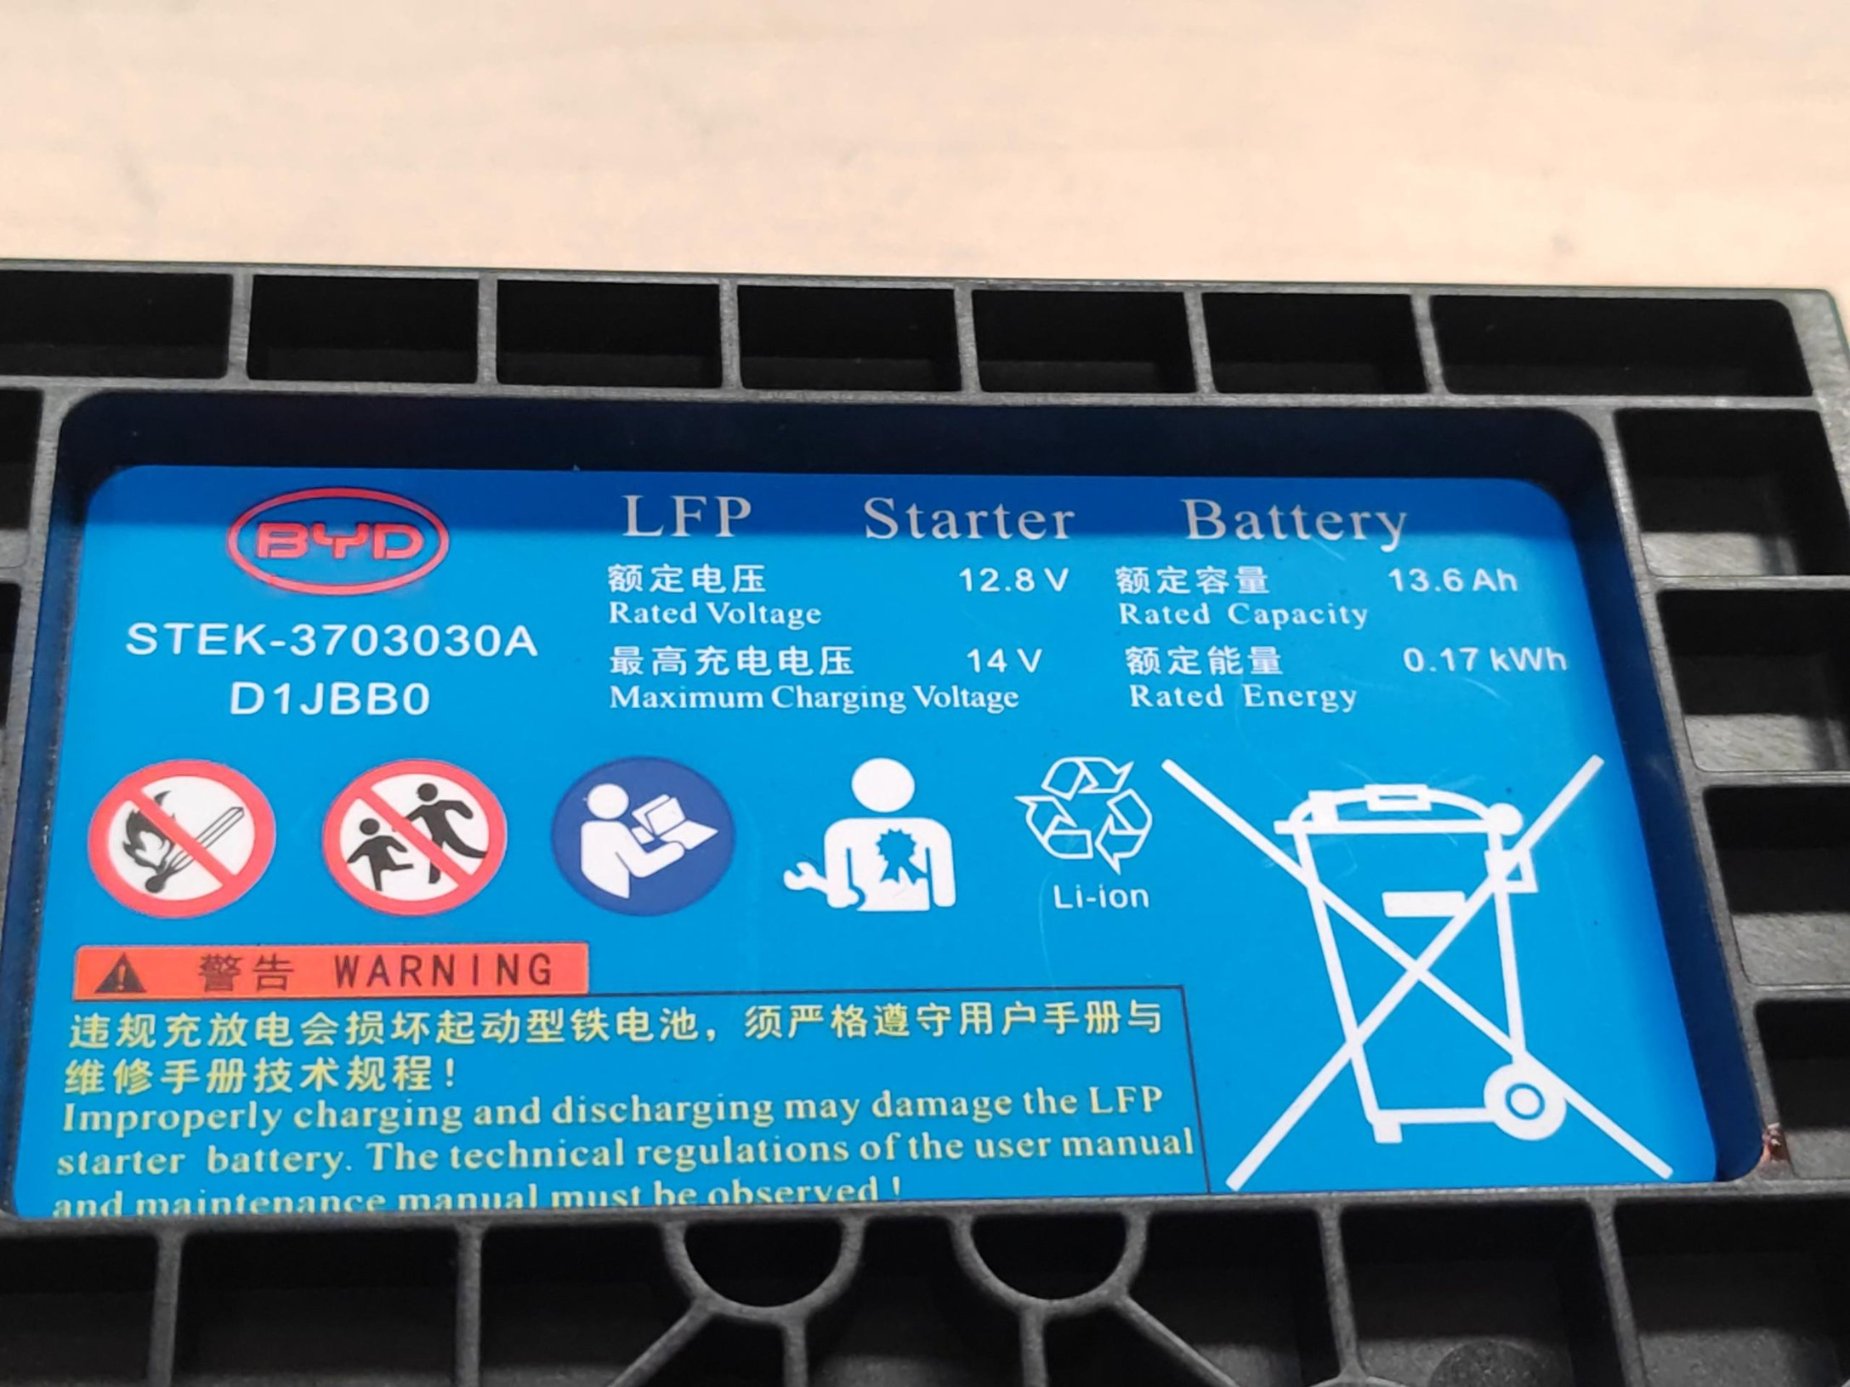 BYD
STEK-3703030A
D1JBB0
LFP Starter Battery
额定电压 12.8 V 额定容量 13.6 Ah
Rated Voltage Rated Capacity
最高充电电压 14 V 额定能量 0.17 kWh
Maximum Charging Voltage Rated Energy
Li-ion
警告 WARNING
违规充放电会损坏起动型铁电池，须严格遵守用户手册与
维修手册技术规程！
Improperly charging and discharging may damage the LFP
starter battery. The technical regulations of the user manual
and maintenance manual must be observed !